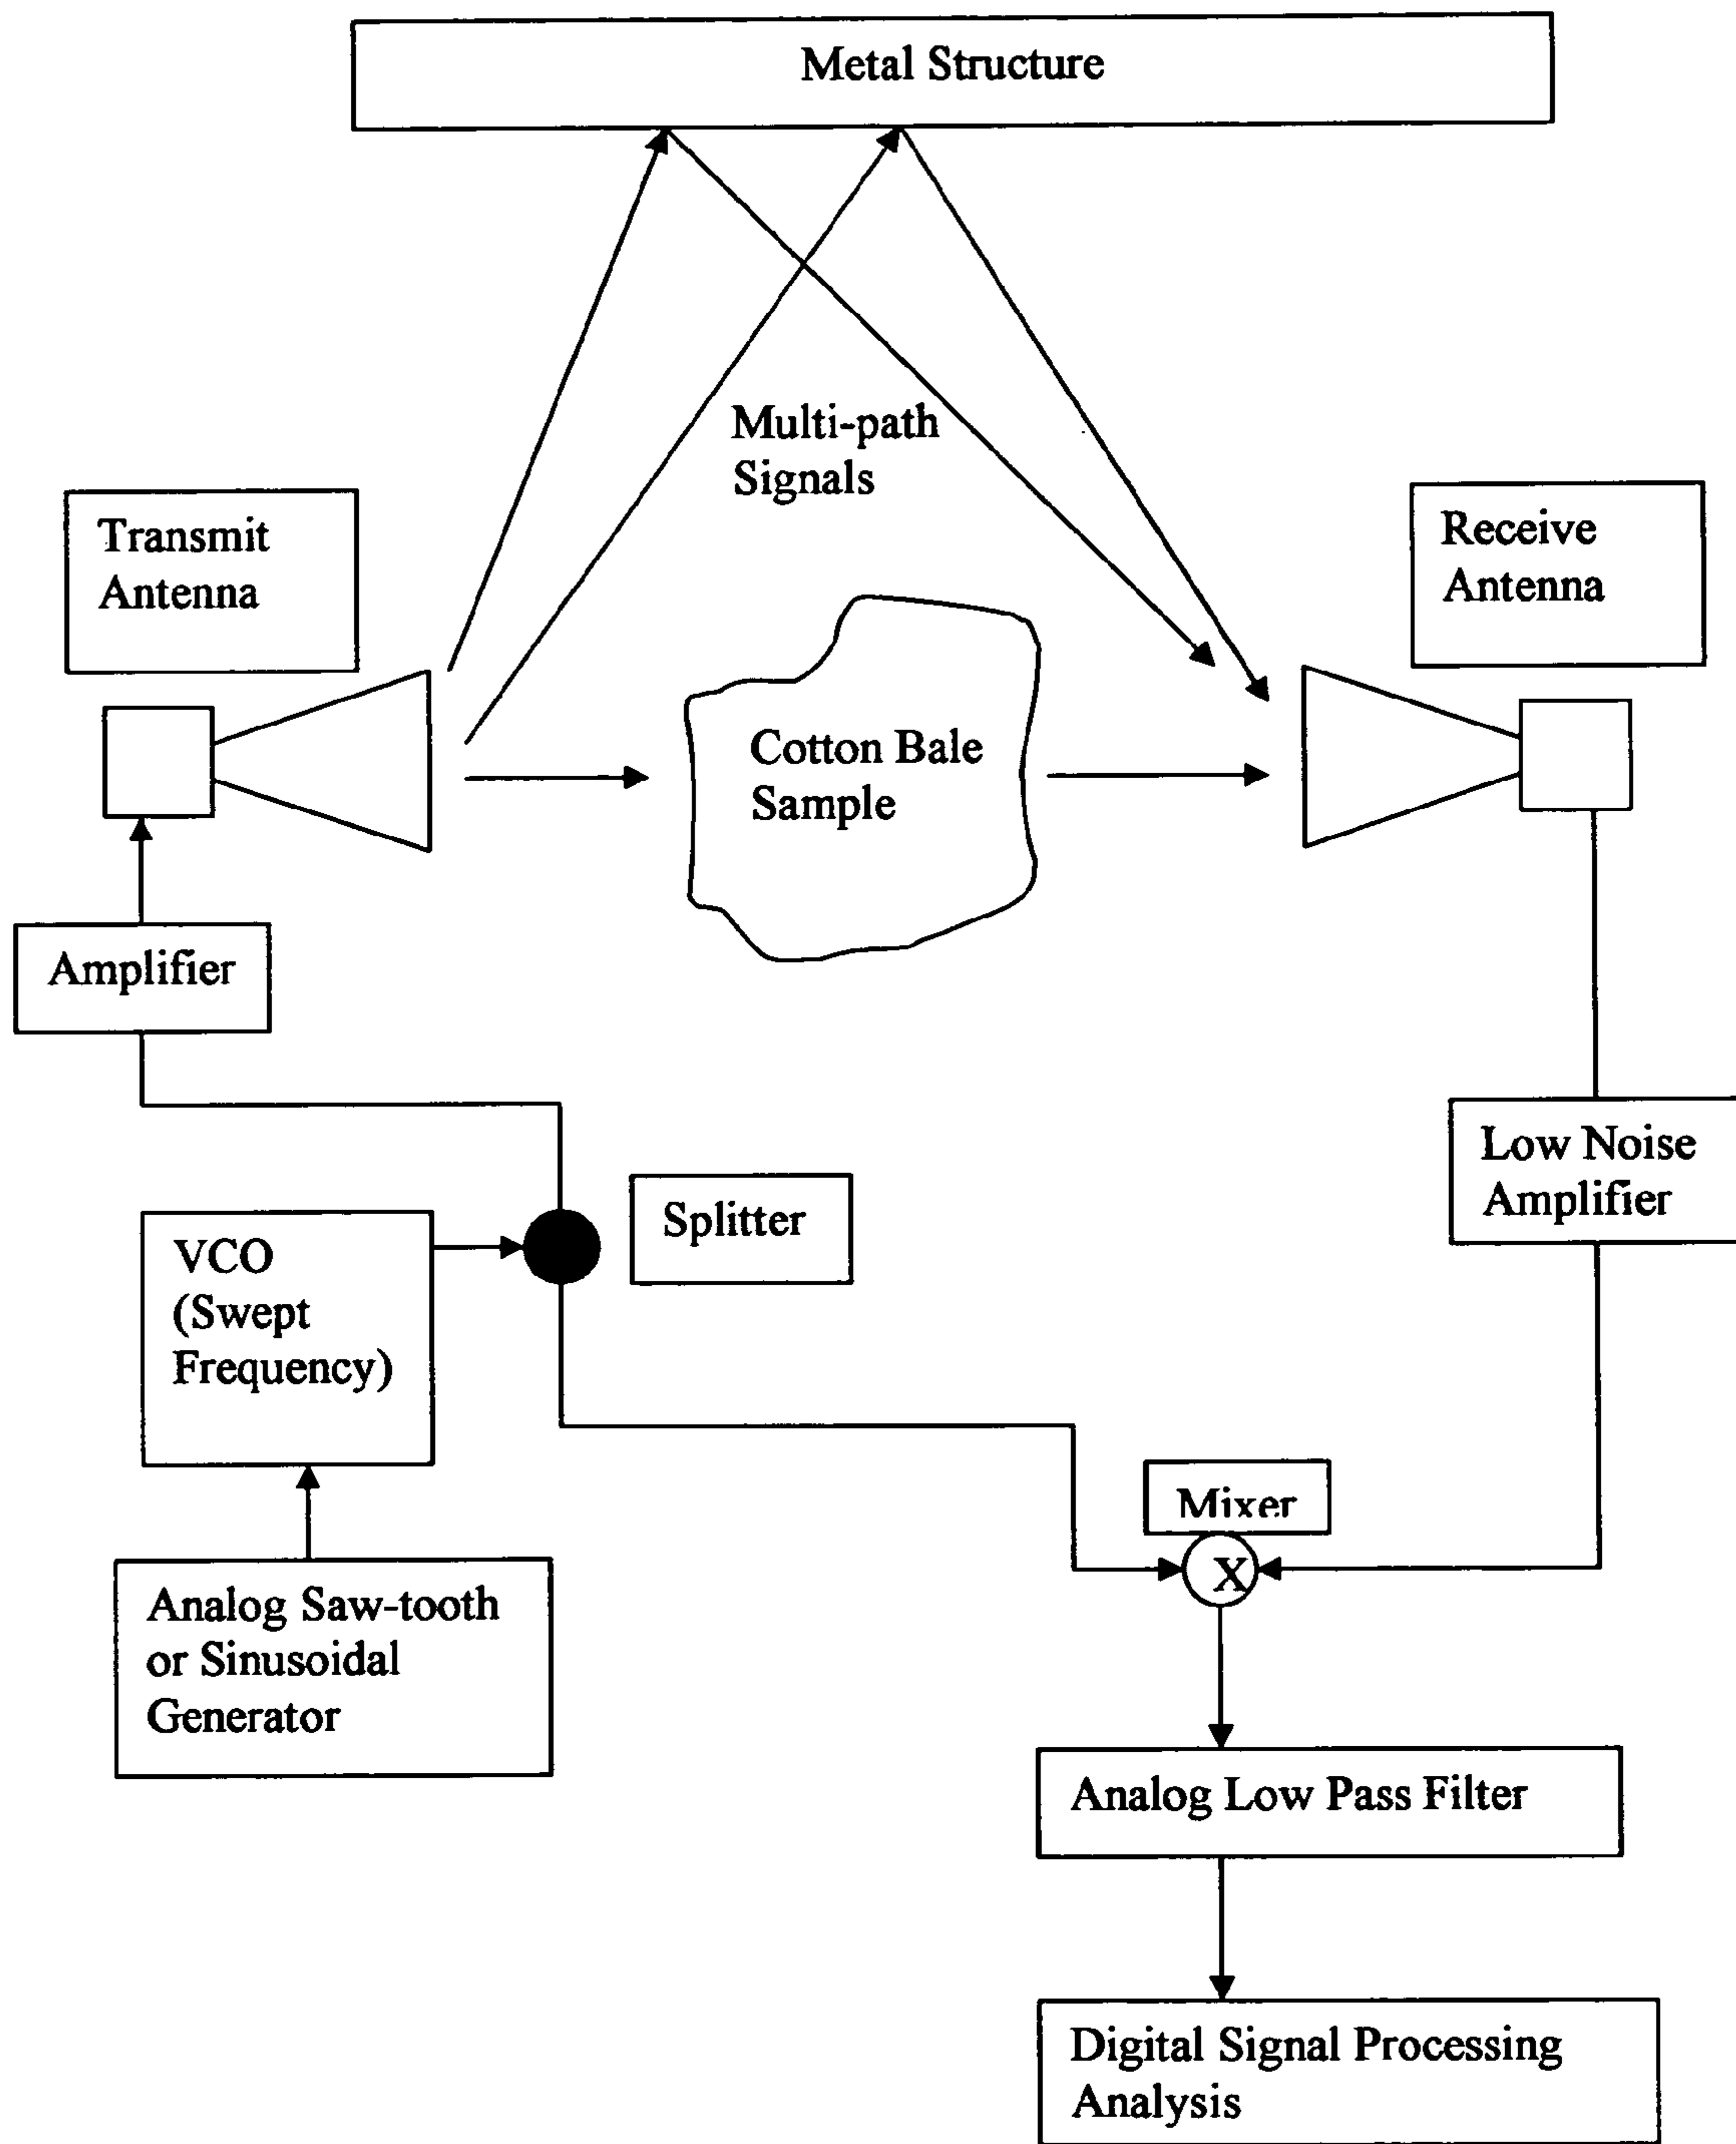 Metal Structure
Multi-path
Signals
Transmit
Antenna
Receive
Antenna
Cotton Bale
Sample
Amplifier
Low Noise
Amplifier
Splitter
VCO
(Swept
Frequency)
Mixer
X
Analog Saw-tooth
or Sinusoidal
Generator
Analog Low Pass Filter
Digital Signal Processing
Analysis